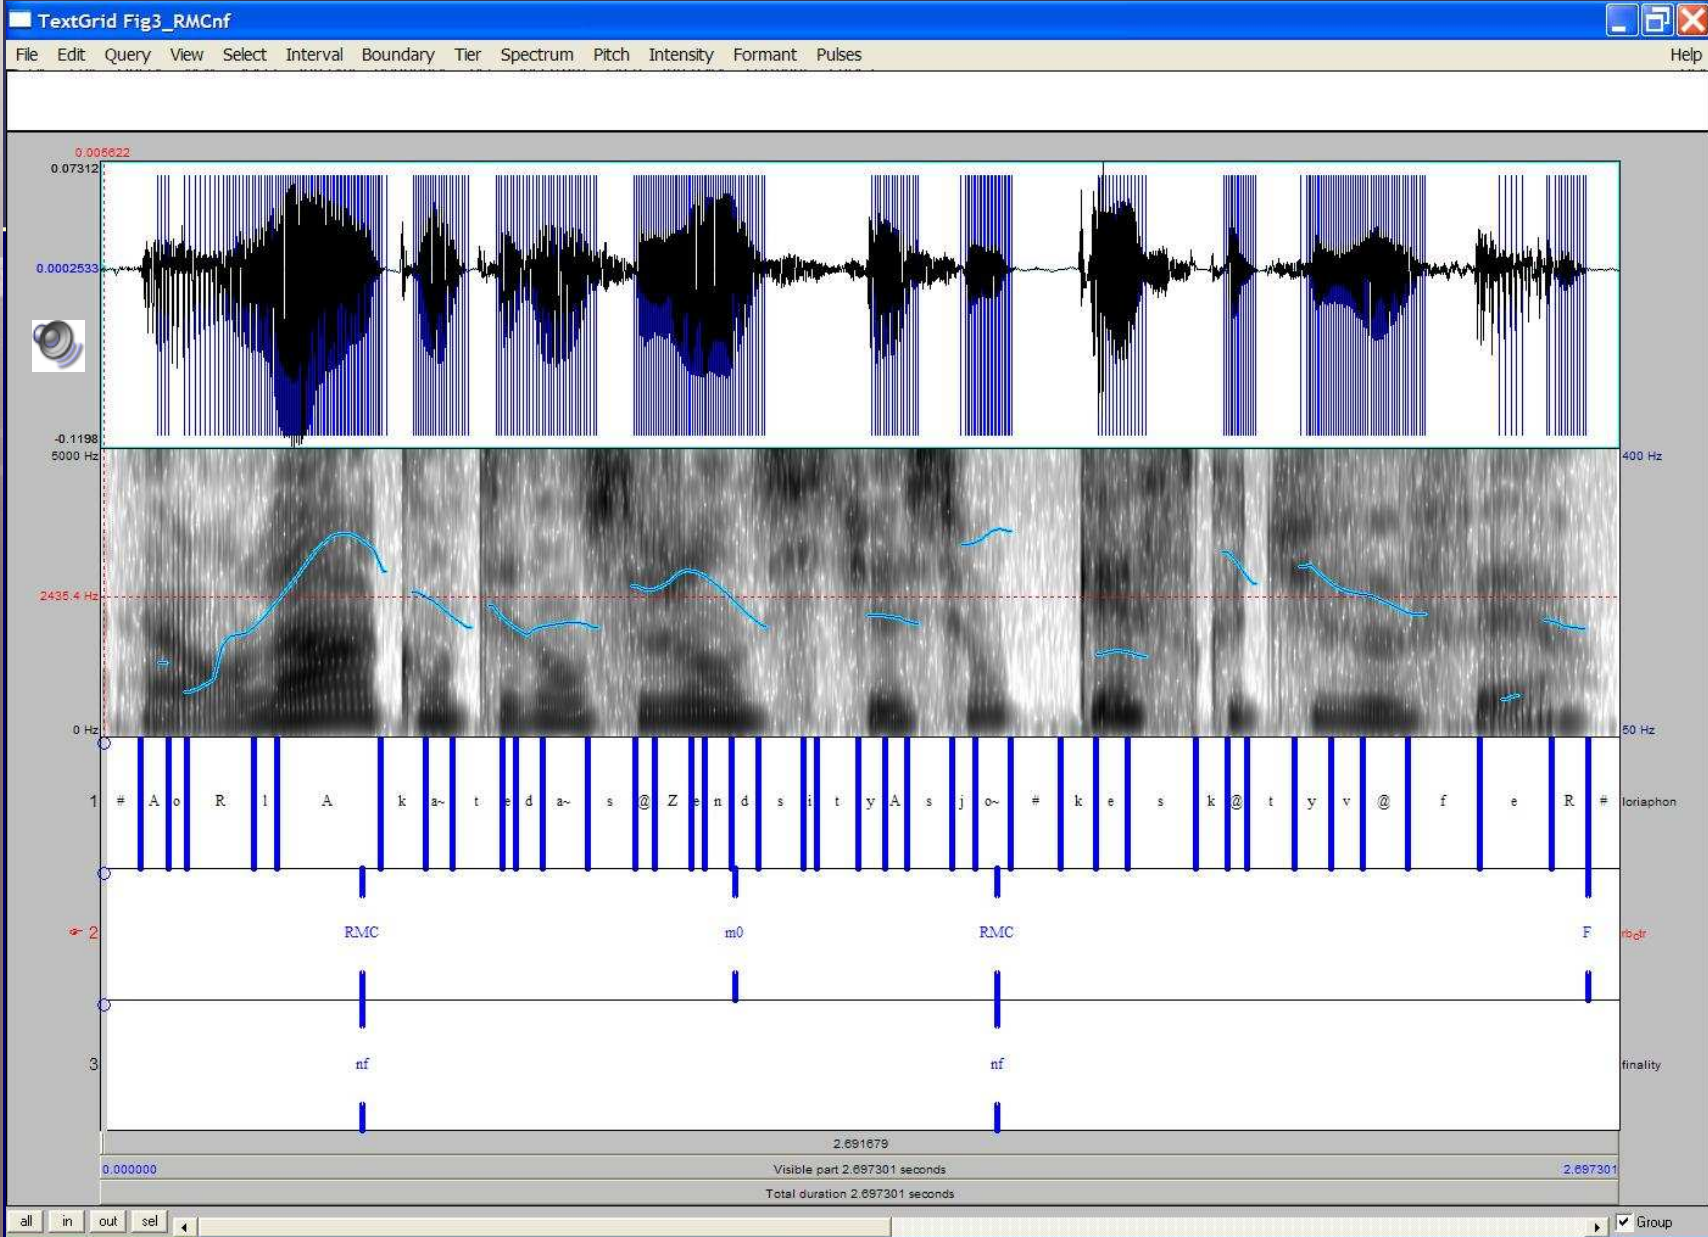 TextGrid Fig3_RMCnf
File Edit Query View Select Interval Boundary Tier Spectrum Pitch Intensity Formant Pulses Help
0.005622
0.07312
0.0002533
-0.1198
5000 Hz 400 Hz
2435.4 Hz
0 Hz 50 Hz
1 # A o R l A k a~ t e d a~ s @ Z e n d s i t y A s j o~ # k e s k @ t y v @ f e R # loriaphon
2 RMC m0 RMC F rb_ctr
3 nf nf finality
2.691679
0.000000 Visible part 2.697301 seconds 2.697301
Total duration 2.697301 seconds
all in out sel Group